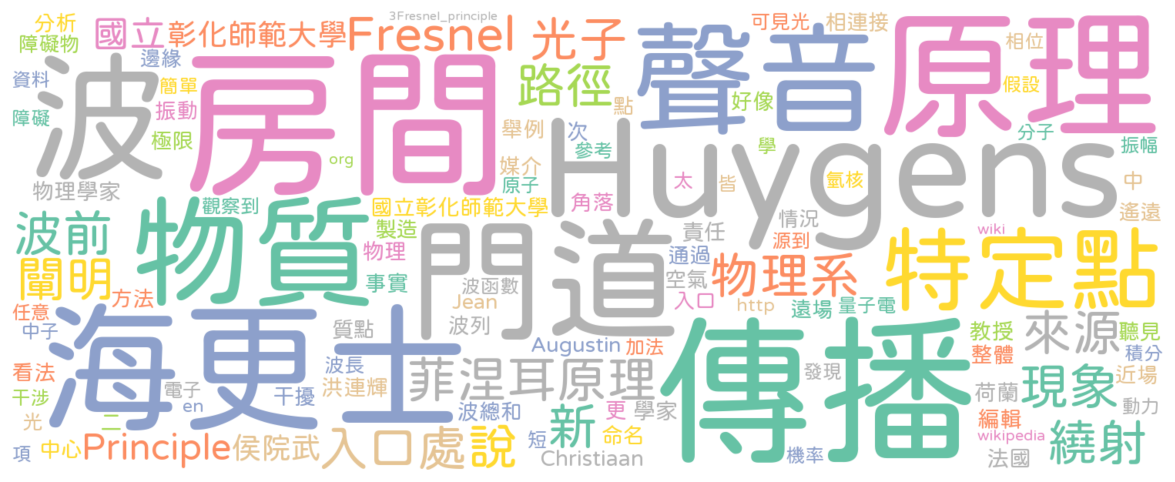 3Fresnel_principle
分析
國立
彰化師範大學
Fresnel
光子
聲音
原理
可見光
相連接
障礙物
邊緣
相位
資料
波
房間
簡單
路徑
好像
假設
振動
點
障礙
極限
舉例
次
Huygens
分子
振幅
org
參考
學
媒介
物理學家
原子
太
皆
氫核
中
觀察到
國立彰化師範大學
角落
情況
遙遠
波前
物質
製造
門道
責任
源到
wiki
特定點
物理
通過
闡明
事實
波函數
空氣
物理系
方法
Jean
入口
http
遠場
量子電
任意
中子
質點
波列
來源
教授
聽見
海更士
Augustin
加法
傳播
整體
積分
看法
波長
菲涅耳原理
發現
現象
近場
干涉
電子
干擾
洪連輝
荷蘭
動力
光
二
en
波總和
新
更
學家
編輯
繞射
項
中心
Principle
侯院武
入口處
說
短
命名
wikipedia
Christiaan
機率
法國